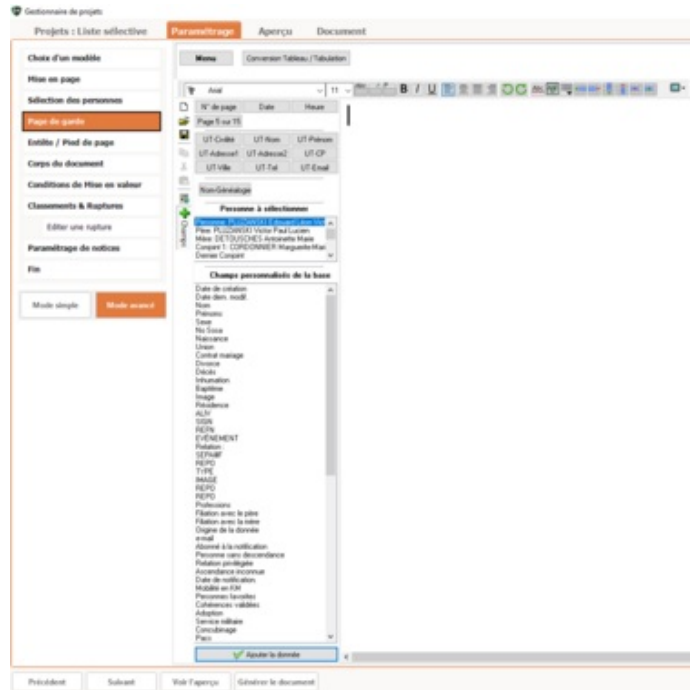 Gestionnaire de projets
Projets : Liste sélective
Paramétrage
Aperçu
Document
Choix d'un modèle
Mise en page
Sélection des personnes
Page de garde
Entête / Pied de page
Corps du document
Conditions de Mise en valeur
Classements & Ruptures
Editer une rupture
Paramétrage de notices
Fin
Mode simple
Mode avancé
Menu
Conversion Tableau / Tabulation
Arial
11
B I U
N° de page
Date
Heure
Page 5 sur 15
UT-Civilité
UT-Nom
UT-Prénom
UT-Adresse1
UT-Adresse2
UT-CP
UT-Ville
UT-Tel
UT-Email
Nom-Généalogie
Champs
Personne à sélectionner
Personne: PLUZANSKI Edouard
Père: PLUZANSKI Victor Paul Lucien
Mère: DETOUSCHES Antoinette Marie
Conjoint 1: CORDONNIER Marguerite Mari
Dernier Conjoint
Champs personnalisés de la base
Date de création
Date dern. modif.
Nom
Prénoms
Sexe
No Sosa
Naissance
Union
Contrat mariage
Divorce
Décès
Inhumation
Baptême
Image
Résidence
ALIV
SIGN
REFN
EVENEMENT
Relation :
SEPAREF
REPO
TYPE
IMAGE
REPO
REPO
Professions
Filiation avec le père
Filiation avec la mère
Origine de la donnée
e-mail
Abonné à la notification
Personne sans descendance
Relation privilégiée
Ascendance inconnue
Date de notification
Mobilité en KM
Personnes favorites
Cohérences validées
Adoption
Service militaire
Concubinage
Pacs
Ajouter la donnée
Précédent
Suivant
Voir l'aperçu
Générer le document